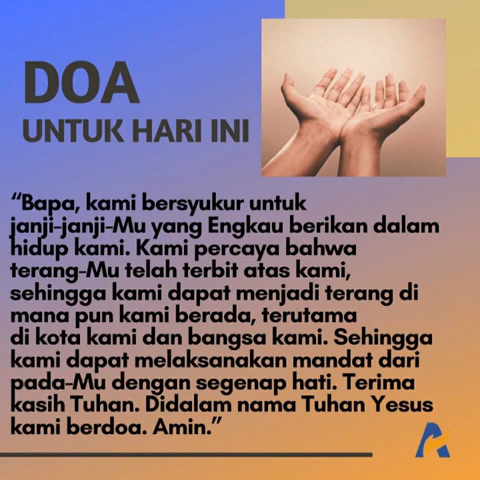 DOA
UNTUK HARI INI
“Bapa, kami bersyukur untuk
janji-janji-Mu yang Engkau berikan dalam
hidup kami. Kami percaya bahwa
terang-Mu telah terbit atas kami,
sehingga kami dapat menjadi terang di
mana pun kami berada, terutama
di kota kami dan bangsa kami. Sehingga
kami dapat melaksanakan mandat dari
pada-Mu dengan segenap hati. Terima
kasih Tuhan. Didalam nama Tuhan Yesus
kami berdoa. Amin.”